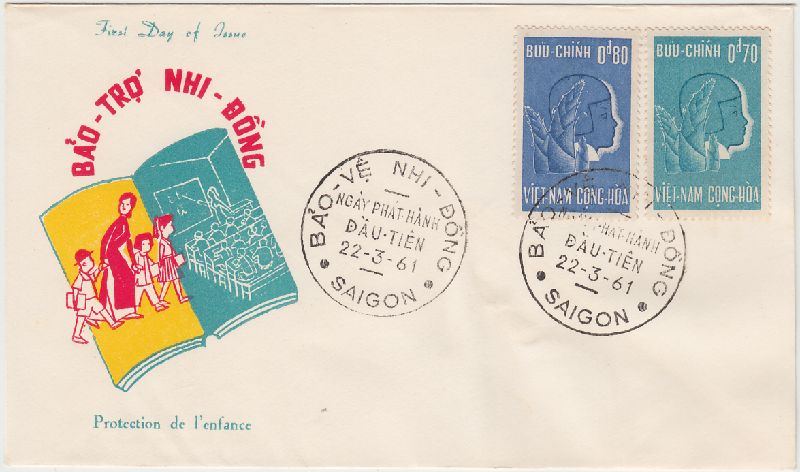 First Day of Issue
BẢO-TRỢ NHI-ĐỒNG
Protection de l'enfance
BẢO-VỆ NHI-ĐỒNG
NGÀY PHÁT HÀNH
ĐẦU-TIÊN
22-3-61
SAIGON
BƯU-CHÍNH 0đ80
VIỆT-NAM CỘNG-HÒA
BƯU-CHÍNH 0đ70
VIỆT-NAM CỘNG-HÒA
ĐẦU-TIÊN
22-3-61
SAIGON